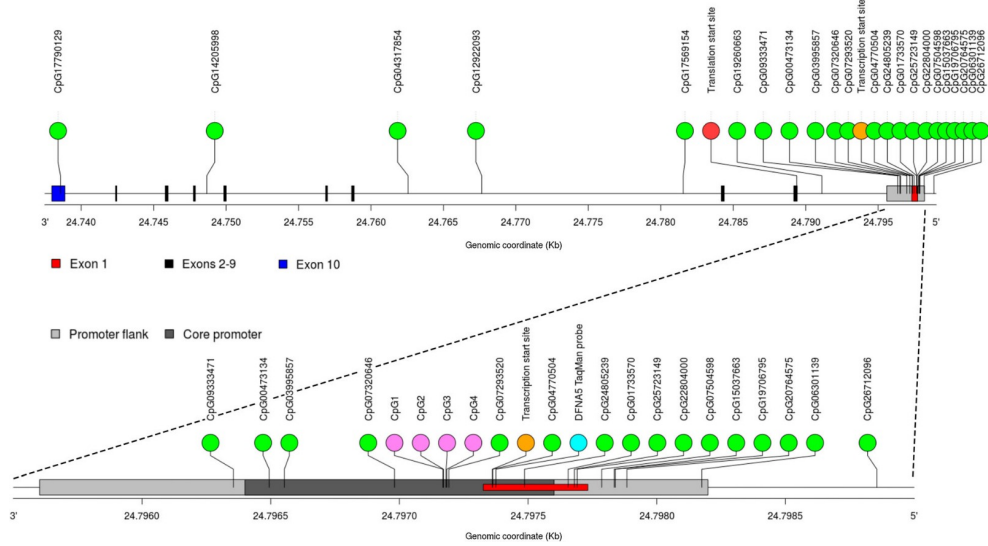 CpG17790129
CpG14205998
CpG04317854
CpG12922093
CpG17569154
Translation start site
CpG19260663
CpG09333471
CpG00473134
CpG03995857
CpG07320646
CpG07293520
Transcription start site
CpG04770504
CpG24805239
CpG01733570
CpG25723149
CpG22804000
CpG07504598
CpG15037663
CpG19706795
CpG20764575
CpG06301139
CpG26712096
3' 24.740 24.745 24.750 24.755 24.760 24.765 24.770 24.775 24.780 24.785 24.790 24.795 5'
Genomic coordinate (Kb)
Exon 1 Exons 2-9 Exon 10
Promoter flank Core promoter
CpG09333471
CpG00473134
CpG03995857
CpG07320646
CpG1
CpG2
CpG3
CpG4
CpG07293520
Transcription start site
CpG04770504
DFNA5 TaqMan probe
CpG24805239
CpG01733570
CpG25723149
CpG22804000
CpG07504598
CpG15037663
CpG19706795
CpG20764575
CpG06301139
CpG26712096
3' 24.7960 24.7965 24.7970 24.7975 24.7980 24.7985 5'
Genomic coordinate (Kb)